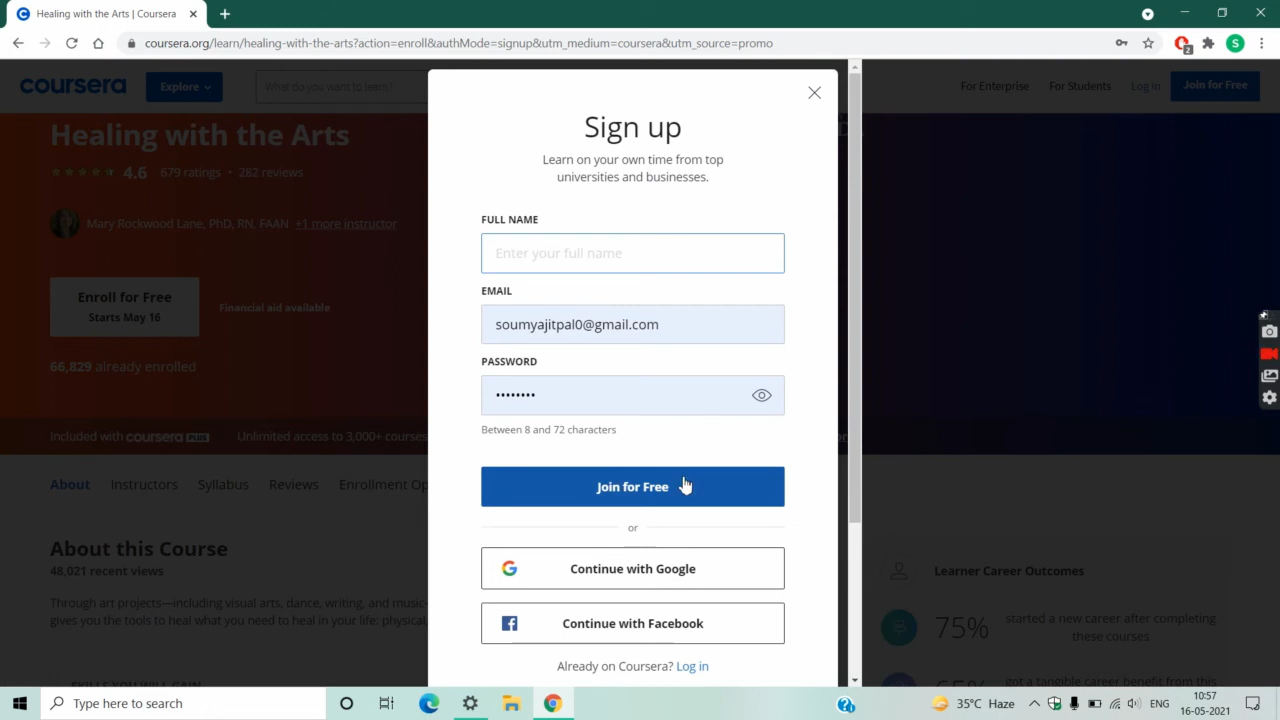 Healing with the Arts | Coursera
coursera.org/learn/healing-with-the-arts?action=enroll&authMode=signup&utm_medium=coursera&utm_source=promo
2
S
coursera
Explore
What do you want to learn?
For Enterprise
For Students
Log In
Join for Free
Healing with the Arts
4.6 679 ratings • 282 reviews
Mary Rockwood Lane, PhD, RN, FAAN +1 more instructor
Enroll for Free
Starts May 16
Financial aid available
66,829 already enrolled
Included with coursera PLUS
Unlimited access to 3,000+ courses
About
Instructors
Syllabus
Reviews
Enrollment Op
About this Course
48,021 recent views
Through art projects—including visual arts, dance, writing, and music
gives you the tools to heal what you need to heal in your life: physical,
SKILLS YOU WILL GAIN
Sign up
Learn on your own time from top
universities and businesses.
FULL NAME
Enter your full name
EMAIL
soumyajitpal0@gmail.com
PASSWORD
••••••••
Between 8 and 72 characters
Join for Free
or
Continue with Google
Continue with Facebook
Already on Coursera? Log in
Learner Career Outcomes
75%
started a new career after completing
these courses
got a tangible career benefit from this
Type here to search
35°C Haze
ENG
10:57
16-05-2021